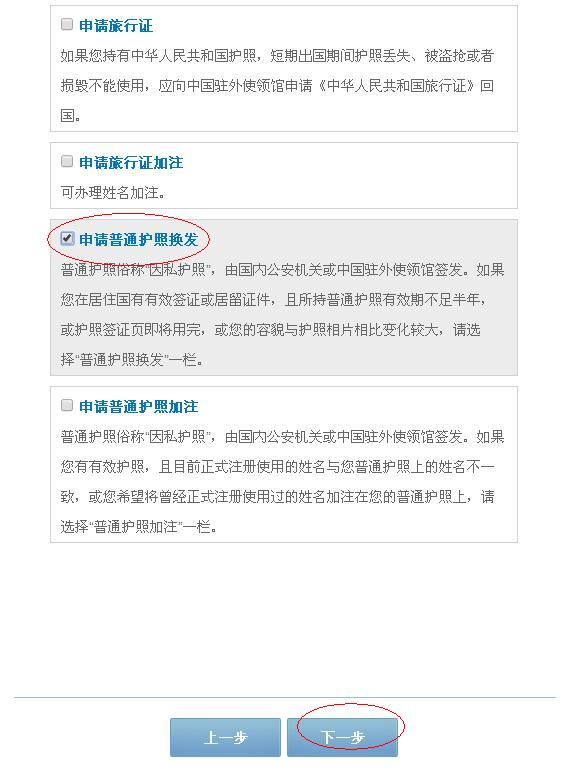 申请旅行证
如果您持有中华人民共和国护照，短期出国期间护照丢失、被盗抢或者
损毁不能使用，应向中国驻外使领馆申请《中华人民共和国旅行证》回
国。
申请旅行证加注
可办理姓名加注。
申请普通护照换发
普通护照俗称“因私护照”，由国内公安机关或中国驻外使领馆签发。如果
您在居住国有有效签证或居留证件，且所持普通护照有效期不足半年，
或护照签证页即将用完，或您的容貌与护照相片相比变化较大，请选
择“普通护照换发”一栏。
申请普通护照加注
普通护照俗称“因私护照”，由国内公安机关或中国驻外使领馆签发。如果
您有有效护照，且目前正式注册使用的姓名与您普通护照上的姓名不一
致，或您希望将曾经正式注册使用过的姓名加注在您的普通护照上，请
选择“普通护照加注”一栏。
上一步 下一步